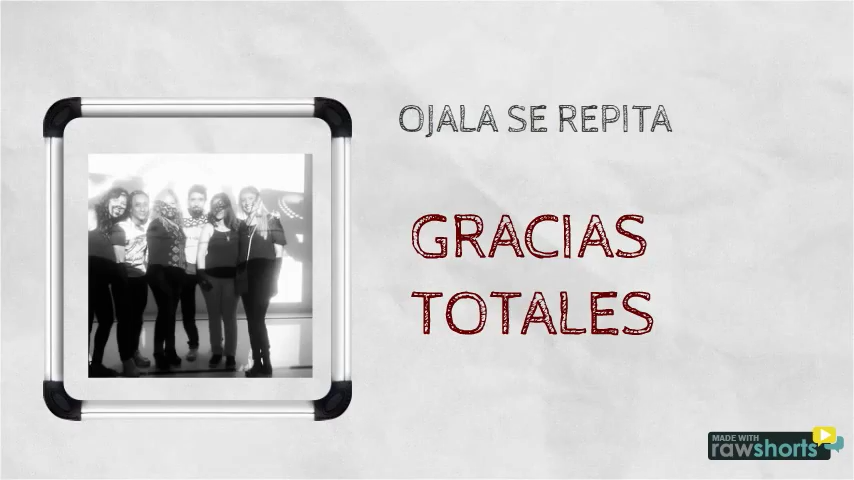 OJALA SE REPITA
GRACIAS
TOTALES
MADE WITH
rawshorts